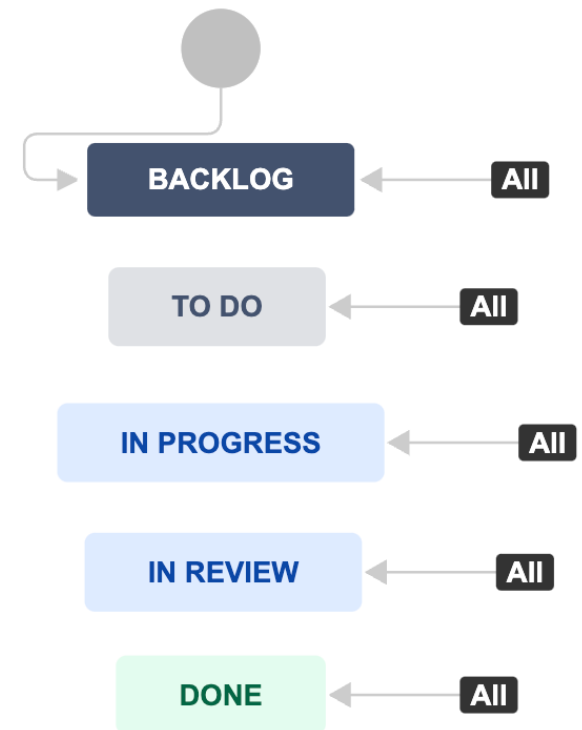 BACKLOG All
TO DO All
IN PROGRESS All
IN REVIEW All
DONE All